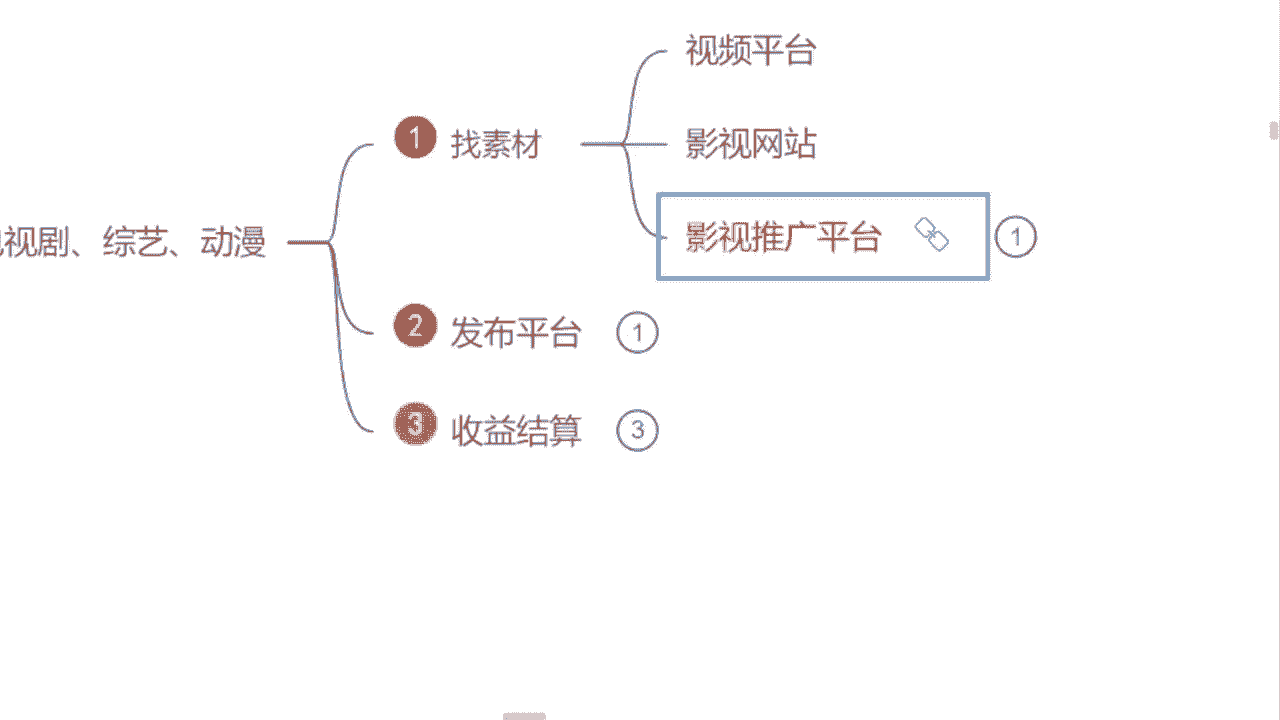 视频平台
1 找素材
影视网站
视剧、综艺、动漫
影视推广平台 1
2 发布平台 1
3 收益结算 3